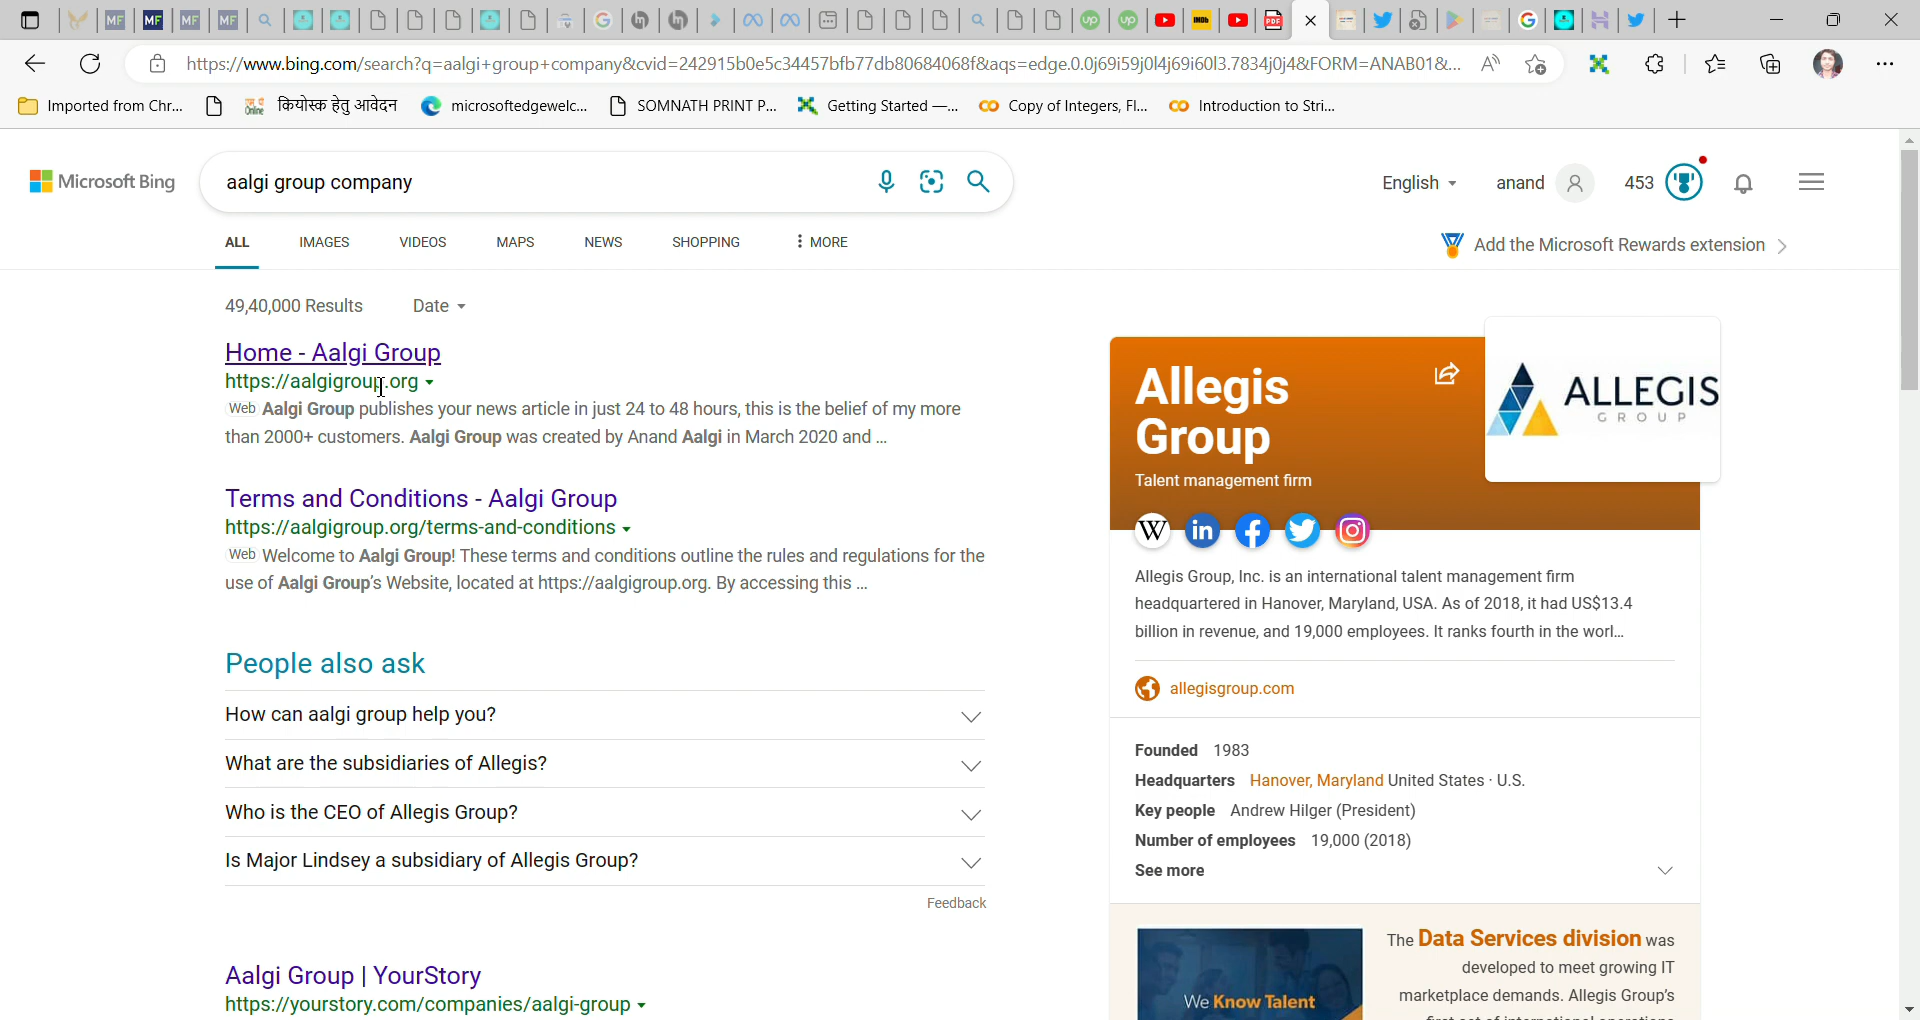 MF MF MF MF
up up IMDb PDF
https://www.bing.com/search?q=aalgi+group+company&cvid=242915b0e5c34457bfb77db80684068f&aqs=edge.0.0j69i59j0l4j69i60l3.7834j0j4&FORM=ANAB01&...
Imported from Chr... कियोस्क हेतु आवेदन microsoftedgewelc... SOMNATH PRINT P... Getting Started —... Copy of Integers, Fl... Introduction to Stri...
Microsoft Bing aalgi group company English anand 453
ALL IMAGES VIDEOS MAPS NEWS SHOPPING MORE Add the Microsoft Rewards extension
49,40,000 Results Date
Home - Aalgi Group
https://aalgigroup.org
Web Aalgi Group publishes your news article in just 24 to 48 hours, this is the belief of my more
than 2000+ customers. Aalgi Group was created by Anand Aalgi in March 2020 and ...
Terms and Conditions - Aalgi Group
https://aalgigroup.org/terms-and-conditions
Web Welcome to Aalgi Group! These terms and conditions outline the rules and regulations for the
use of Aalgi Group's Website, located at https://aalgigroup.org. By accessing this ...
People also ask
How can aalgi group help you?
What are the subsidiaries of Allegis?
Who is the CEO of Allegis Group?
Is Major Lindsey a subsidiary of Allegis Group?
Feedback
Aalgi Group | YourStory
https://yourstory.com/companies/aalgi-group
Allegis
Group
Talent management firm
ALLEGIS
GROUP
W in
Allegis Group, Inc. is an international talent management firm
headquartered in Hanover, Maryland, USA. As of 2018, it had US$13.4
billion in revenue, and 19,000 employees. It ranks fourth in the worl...
allegisgroup.com
Founded 1983
Headquarters Hanover, Maryland United States · U.S.
Key people Andrew Hilger (President)
Number of employees 19,000 (2018)
See more
We Know Talent
The Data Services division was
developed to meet growing IT
marketplace demands. Allegis Group's